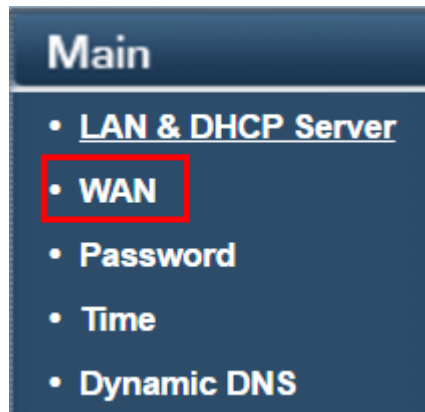 Main
• LAN & DHCP Server
• WAN
• Password
• Time
• Dynamic DNS